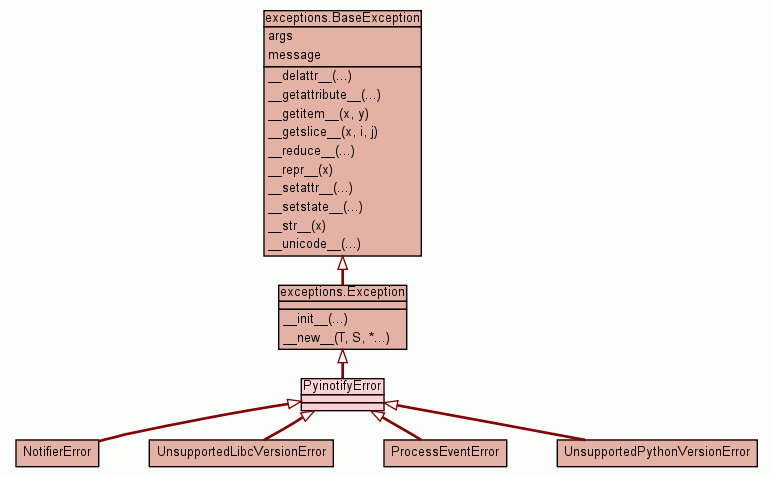 exceptions.BaseException
args
message
__delattr__(...)
__getattribute__(...)
__getitem__(x, y)
__getslice__(x, i, j)
__reduce__(...)
__repr__(x)
__setattr__(...)
__setstate__(...)
__str__(x)
__unicode__(...)
exceptions.Exception
__init__(...)
__new__(T, S, *...)
PyinotifyError
NotifierError
UnsupportedLibcVersionError
ProcessEventError
UnsupportedPythonVersionError